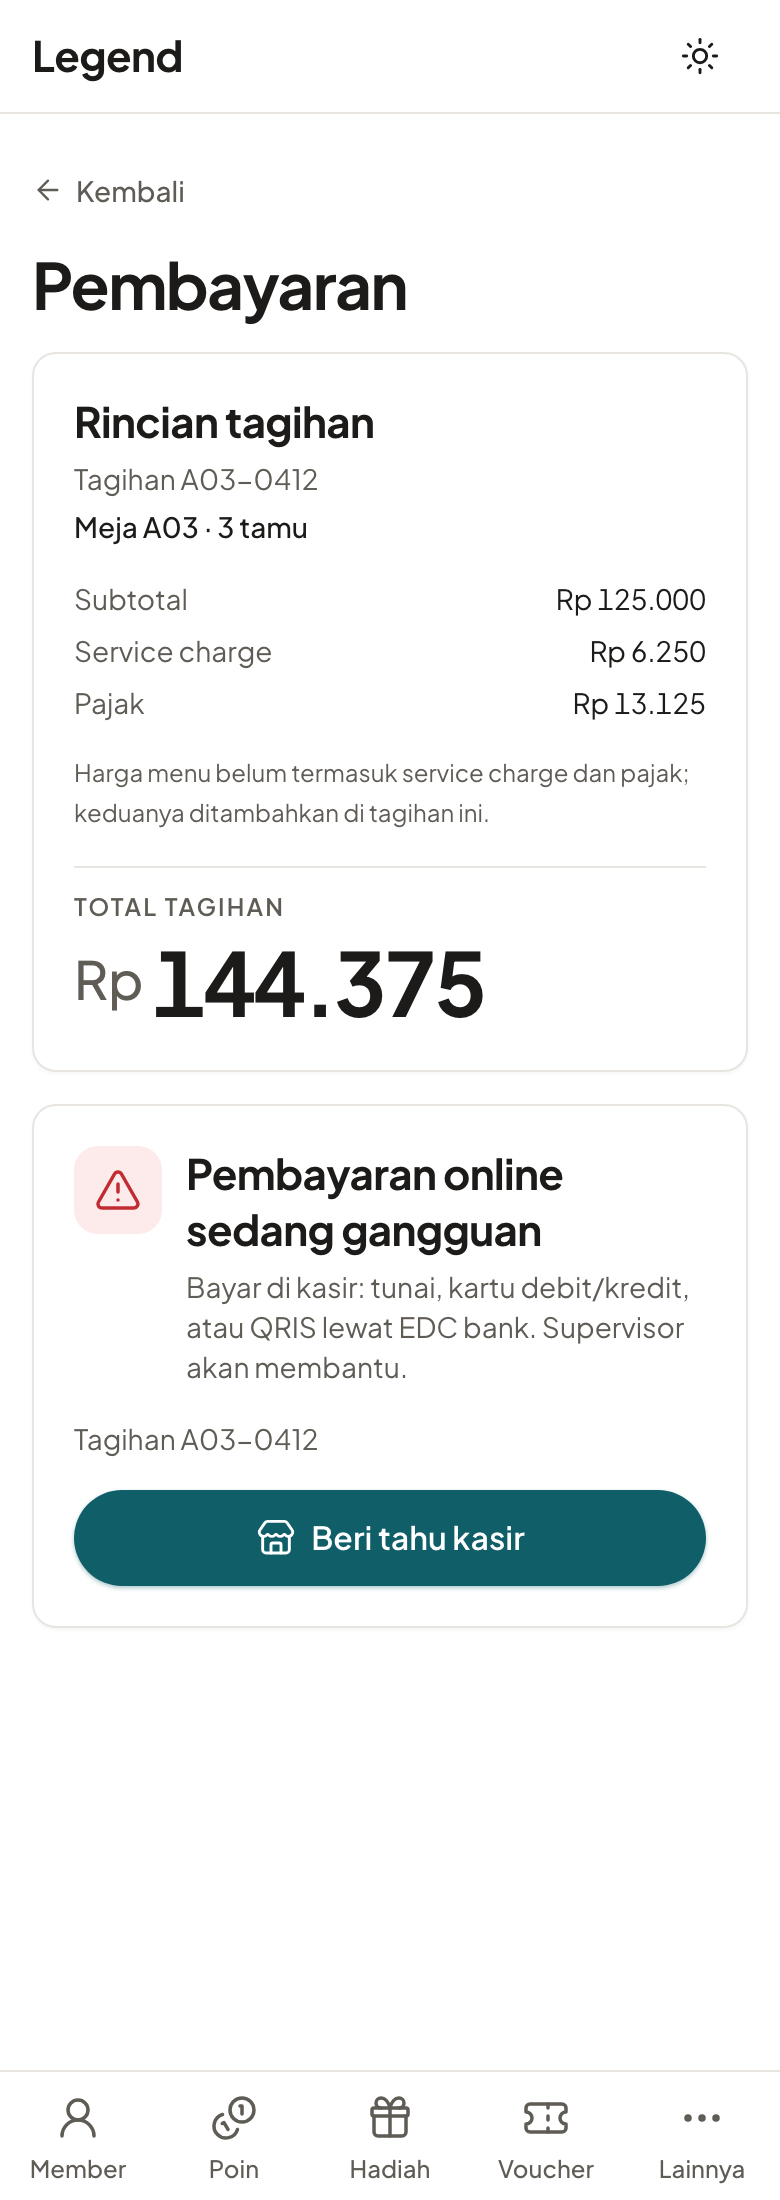 Legend
Kembali
Pembayaran
Rincian tagihan
Tagihan A03–0412
Meja A03 · 3 tamu
Subtotal Rp 125.000
Service charge Rp 6.250
Pajak Rp 13.125
Harga menu belum termasuk service charge dan pajak;
keduanya ditambahkan di tagihan ini.
TOTAL TAGIHAN
Rp 144.375
Pembayaran online
sedang gangguan
Bayar di kasir: tunai, kartu debit/kredit,
atau QRIS lewat EDC bank. Supervisor
akan membantu.
Tagihan A03–0412
Beri tahu kasir
Member Poin Hadiah Voucher Lainnya